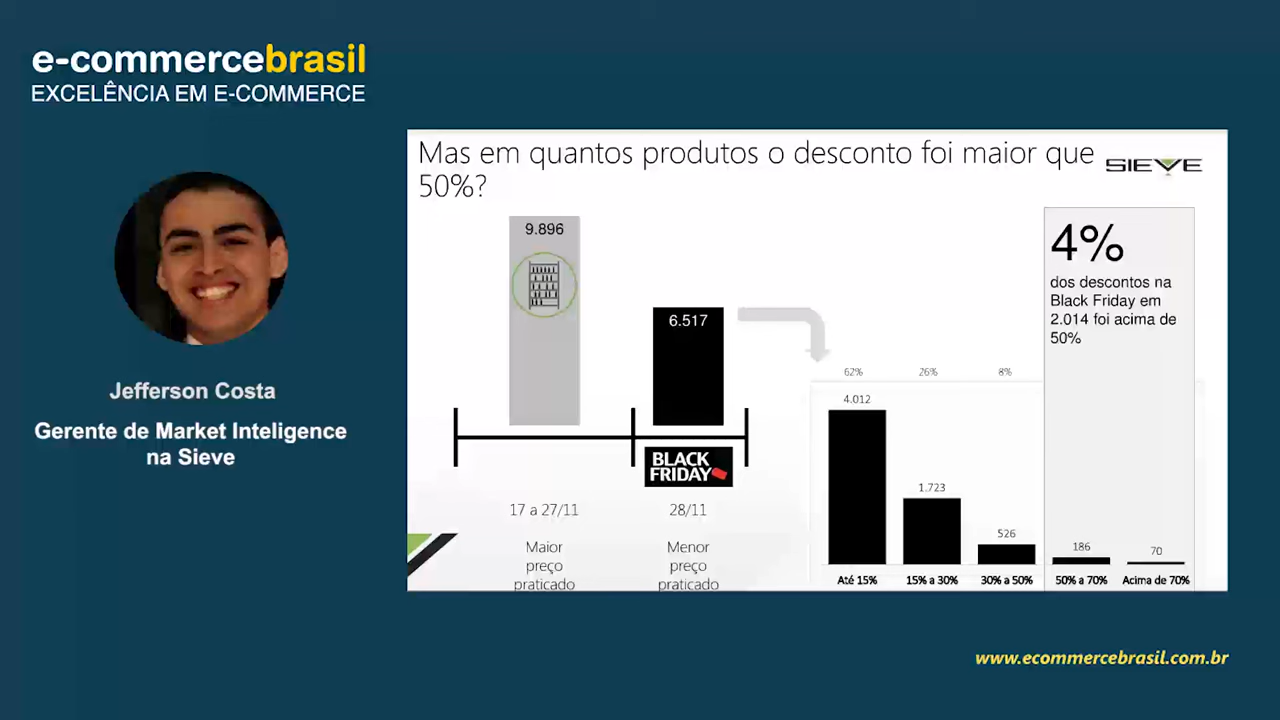 e-commercebrasil
EXCELÊNCIA EM E-COMMERCE
Jefferson Costa
Gerente de Market Inteligence
na Sieve
Mas em quantos produtos o desconto foi maior que
50%?
SIEVE
9.896
6.517
BLACK
FRIDAY
17 a 27/11
28/11
Maior
preço
praticado
Menor
preço
praticado
62%
26%
8%
4.012
1.723
526
186
70
Até 15%
15% a 30%
30% a 50%
50% a 70%
Acima de 70%
4%
dos descontos na
Black Friday em
2.014 foi acima de
50%
www.ecommercebrasil.com.br